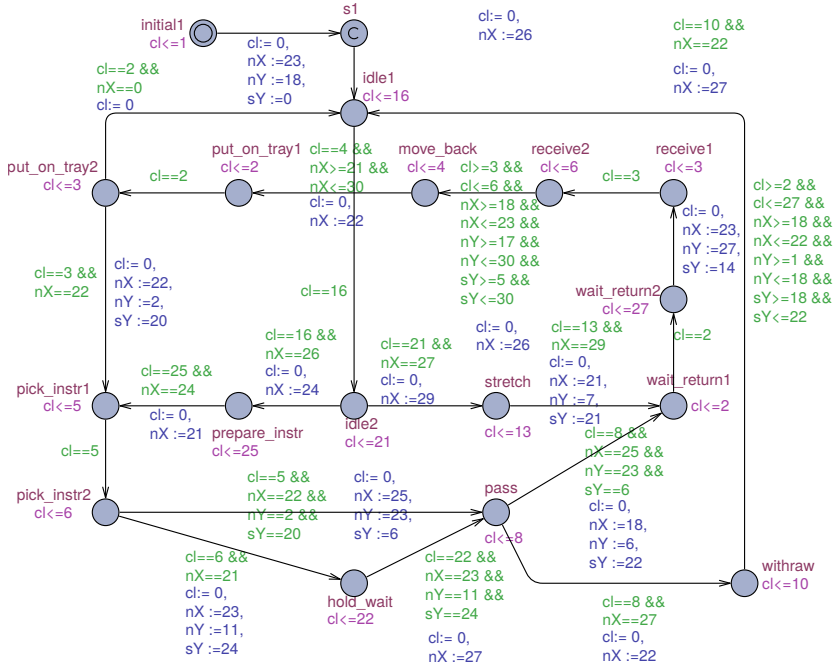 initial1
cl<=1
s1
C
cl:= 0,
nX :=23,
nY :=18,
sY :=0
cl:= 0,
nX :=26
cl==10 &&
nX==22
cl:= 0,
nX :=27
cl==2 &&
nX==0
cl:= 0
idle1
cl<=16
put_on_tray2
cl<=3
cl==2
put_on_tray1
cl<=2
cl==4 &&
nX>=21 &&
nX<=30
cl:= 0,
nX :=22
move_back
cl<=4
cl>=3 &&
cl<=6 &&
nX>=18 &&
nX<=23 &&
nY>=17 &&
nY<=30 &&
sY>=5 &&
sY<=30
receive2
cl<=6
cl==3
receive1
cl<=3
cl:= 0,
nX :=23,
nY :=27,
sY :=14
cl>=2 &&
cl<=27 &&
nX>=18 &&
nX<=22 &&
nY>=1 &&
nY<=18 &&
sY>=18 &&
sY<=22
cl==3 &&
nX==22
cl:= 0,
nX :=22,
nY :=2,
sY :=20
cl==16
wait_return2
cl<=27
cl==2
cl==16 &&
nX==26
cl:= 0,
nX :=24
cl==21 &&
nX==27
cl:= 0,
nX :=29
cl:= 0,
nX :=26
cl==13 &&
nX==29
cl:= 0,
nX :=21,
nY :=7,
sY :=21
pick_instr1
cl<=5
cl==25 &&
nX==24
cl:= 0,
nX :=21
prepare_instr
cl<=25
idle2
cl<=21
stretch
cl<=13
wait_return1
cl<=2
cl==5
pick_instr2
cl<=6
cl==5 &&
nX==22 &&
nY==2 &&
sY==20
cl:= 0,
nX :=25,
nY :=23,
sY :=6
pass
cl<=8
cl==8 &&
nX==25 &&
nY==23 &&
sY==6
cl:= 0,
nX :=18,
nY :=6,
sY :=22
cl==6 &&
nX==21
cl:= 0,
nX :=23,
nY :=11,
sY :=24
hold_wait
cl<=22
cl==22 &&
nX==23 &&
nY==11 &&
sY==24
cl:= 0,
nX :=27
withraw
cl<=10
cl==8 &&
nX==27
cl:= 0,
nX :=22